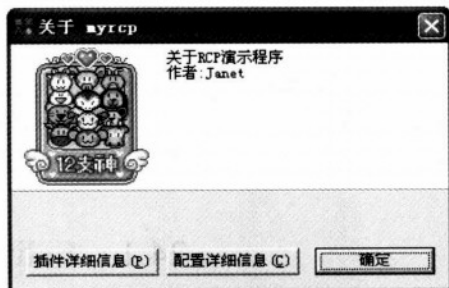 关于 myrcp
关于RCP演示程序
作者:Janet
12支神
插件详细信息(P)
配置详细信息(C)
确定